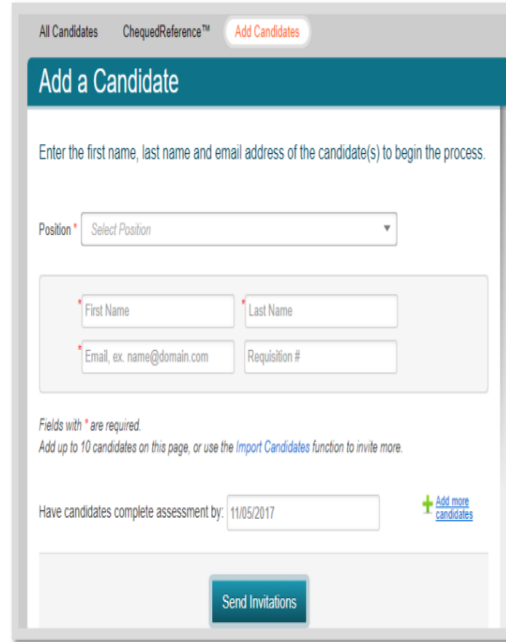 All Candidates ChequedReference™ Add Candidates
Add a Candidate
Enter the first name, last name and email address of the candidate(s) to begin the process.
Position * Select Position
* First Name * Last Name
* Email, ex. name@domain.com Requisition #
Fields with * are required.
Add up to 10 candidates on this page, or use the Import Candidates function to invite more.
Have candidates complete assessment by: 11/05/2017 Add more
candidates
Send Invitations